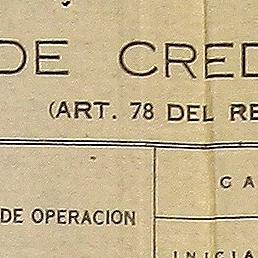 DE CRED
(ART. 78 DEL RE
CA
DE OPERACION
INICIA